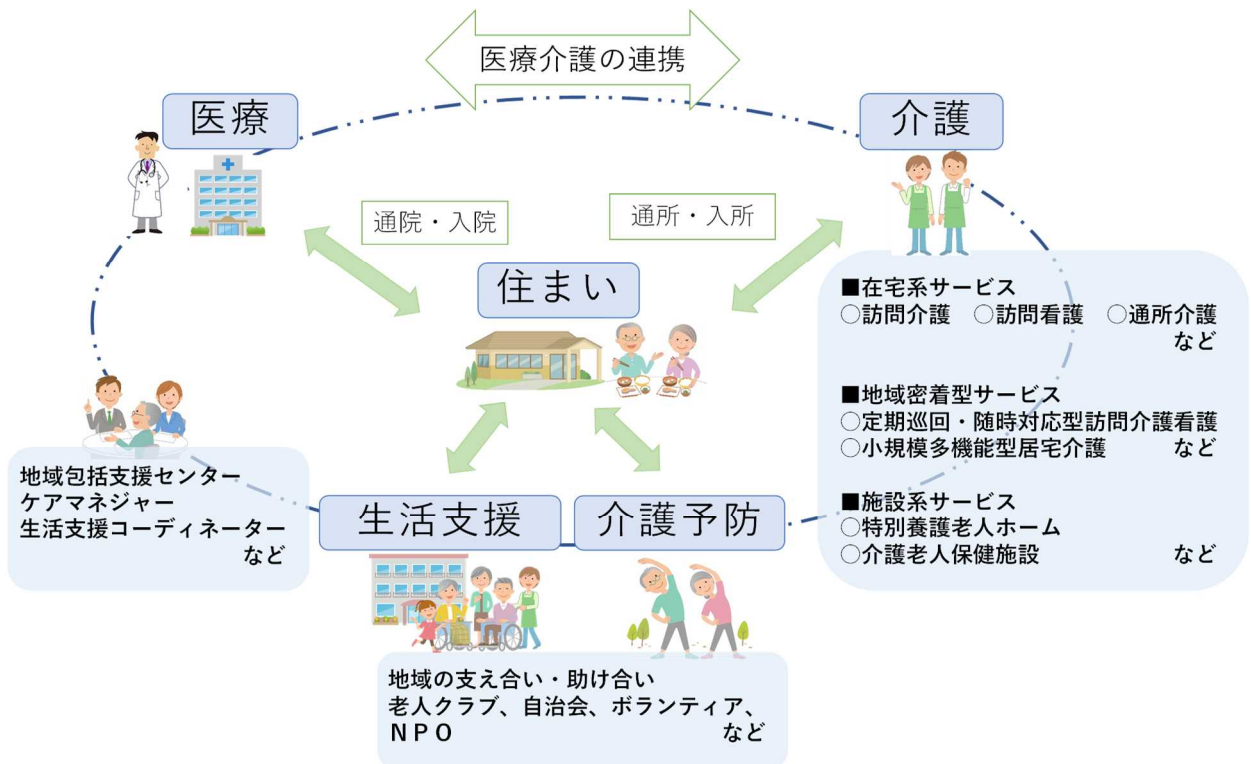 医療介護の連携
医療
介護
通院・入院
通所・入所
住まい
■在宅系サービス
○訪問介護　○訪問看護　○通所介護
など
■地域密着型サービス
○定期巡回・随時対応型訪問介護看護
○小規模多機能型居宅介護　など
■施設系サービス
○特別養護老人ホーム
○介護老人保健施設　など
地域包括支援センター
ケアマネジャー
生活支援コーディネーター
など
生活支援
介護予防
地域の支え合い・助け合い
老人クラブ、自治会、ボランティア、
ＮＰＯ　など